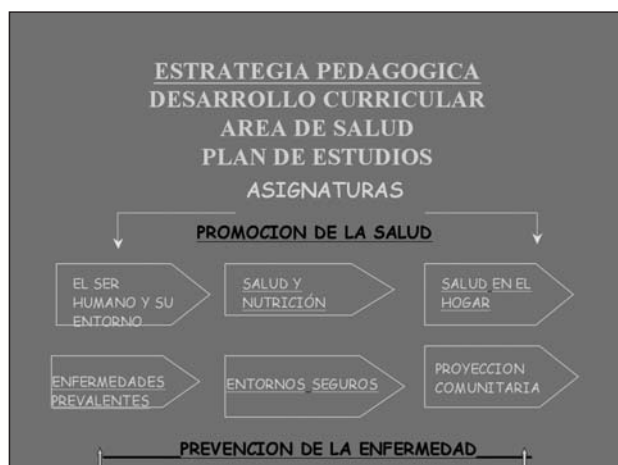 ESTRATEGIA PEDAGOGICA
DESARROLLO CURRICULAR
AREA DE SALUD
PLAN DE ESTUDIOS
ASIGNATURAS
PROMOCION DE LA SALUD
EL SER
HUMANO Y SU
ENTORNO
SALUD Y
NUTRICIÓN
SALUD EN EL
HOGAR
ENFERMEDADES
PREVALENTES
ENTORNOS SEGUROS
PROYECCION
COMUNITARIA
PREVENCION DE LA ENFERMEDAD